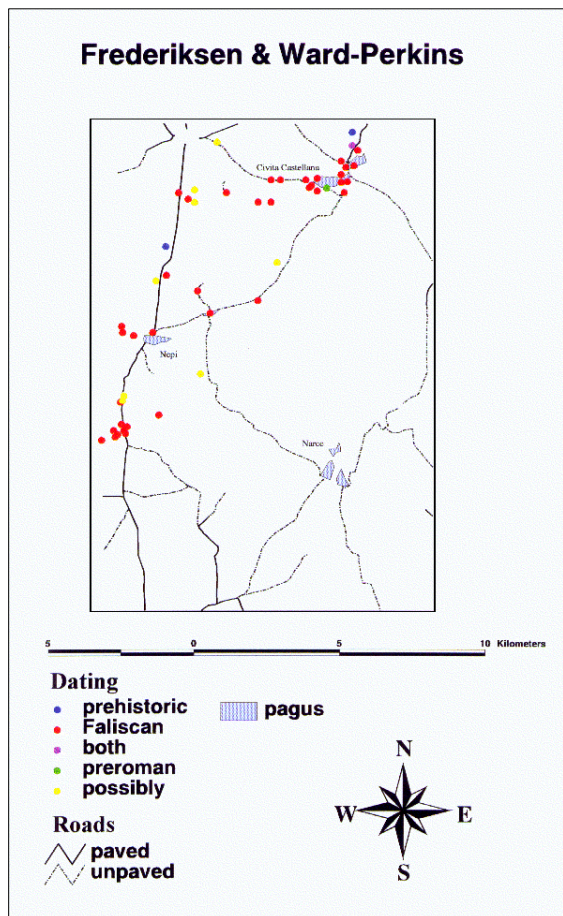 Frederiksen & Ward-Perkins
Civita Castellana
Nepi
Narce
5 0 5 10 Kilometers
Dating
prehistoric
Faliscan
both
preroman
possibly
pagus
Roads
paved
unpaved
N
W E
S